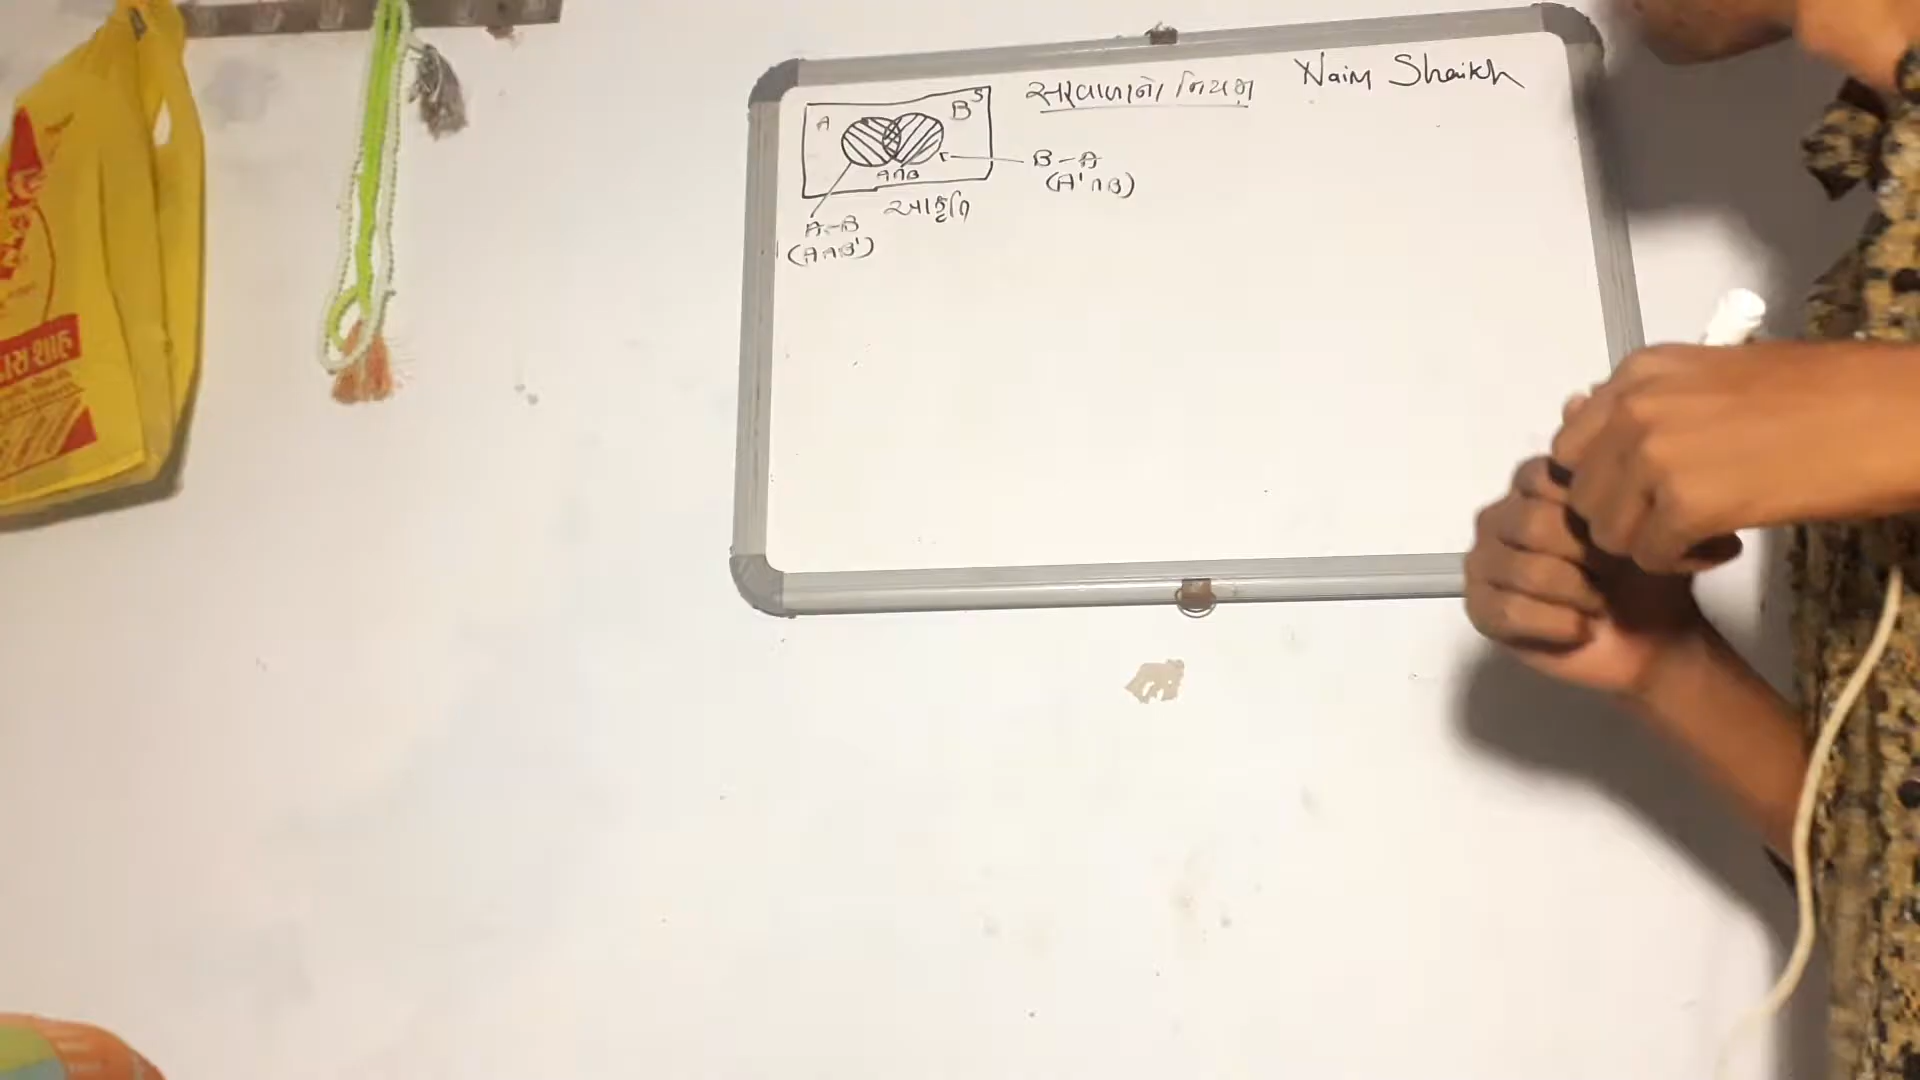 સરવાળાનો નિયમ Naim Shaikh
S
A B
A∩B
B-A
(A'∩B)
આકૃતિ
A-B
(A∩B')
દાસ શાહ